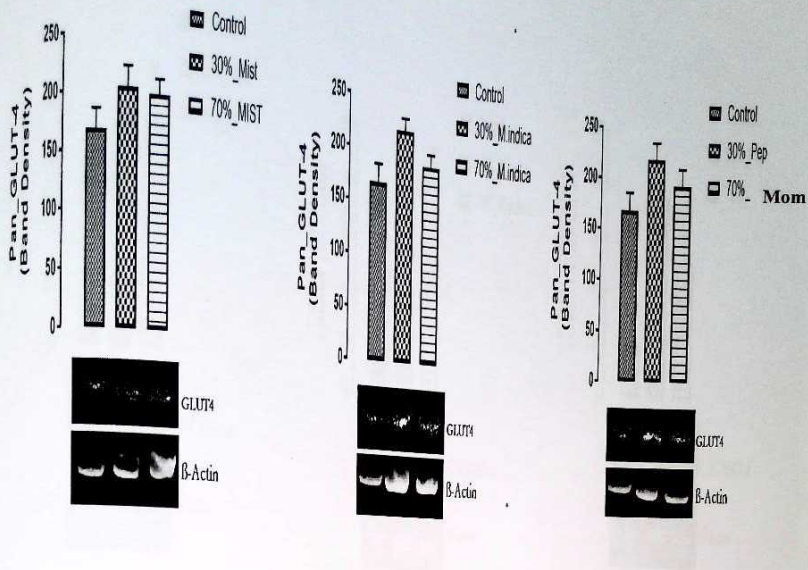 Control
30%_Mist
70%_MIST
Pan_GLUT-4
(Band Density)
250
200
150
100
50
0
GLUT4
ß-Actin
Control
30%_M.indica
70%_M.indica
Pan_GLUT-4
(Band Density)
250
200
150
100
50
0
GLUT4
ß-Actin
Control
30%_Pep
70%_ Mom
Pan_GLUT-4
(Band Density)
250
200
150
100
50
0
GLUT4
ß-Actin